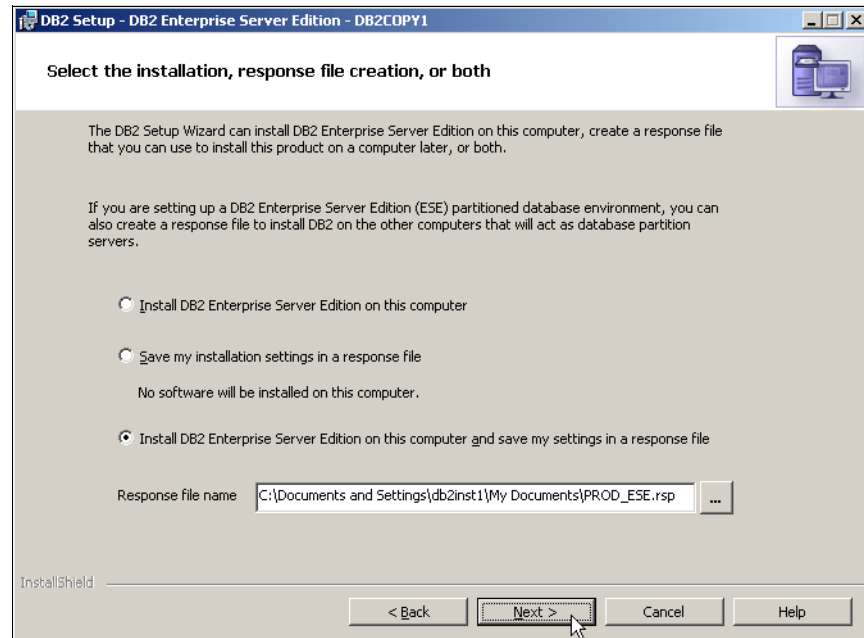 DB2 Setup - DB2 Enterprise Server Edition - DB2COPY1
Select the installation, response file creation, or both
The DB2 Setup Wizard can install DB2 Enterprise Server Edition on this computer, create a response file
that you can use to install this product on a computer later, or both.
If you are setting up a DB2 Enterprise Server Edition (ESE) partitioned database environment, you can
also create a response file to install DB2 on the other computers that will act as database partition
servers.
Install DB2 Enterprise Server Edition on this computer
Save my installation settings in a response file
No software will be installed on this computer.
Install DB2 Enterprise Server Edition on this computer and save my settings in a response file
Response file name C:\Documents and Settings\db2inst1\My Documents\PROD_ESE.rsp ...
InstallShield
< Back Next > Cancel Help